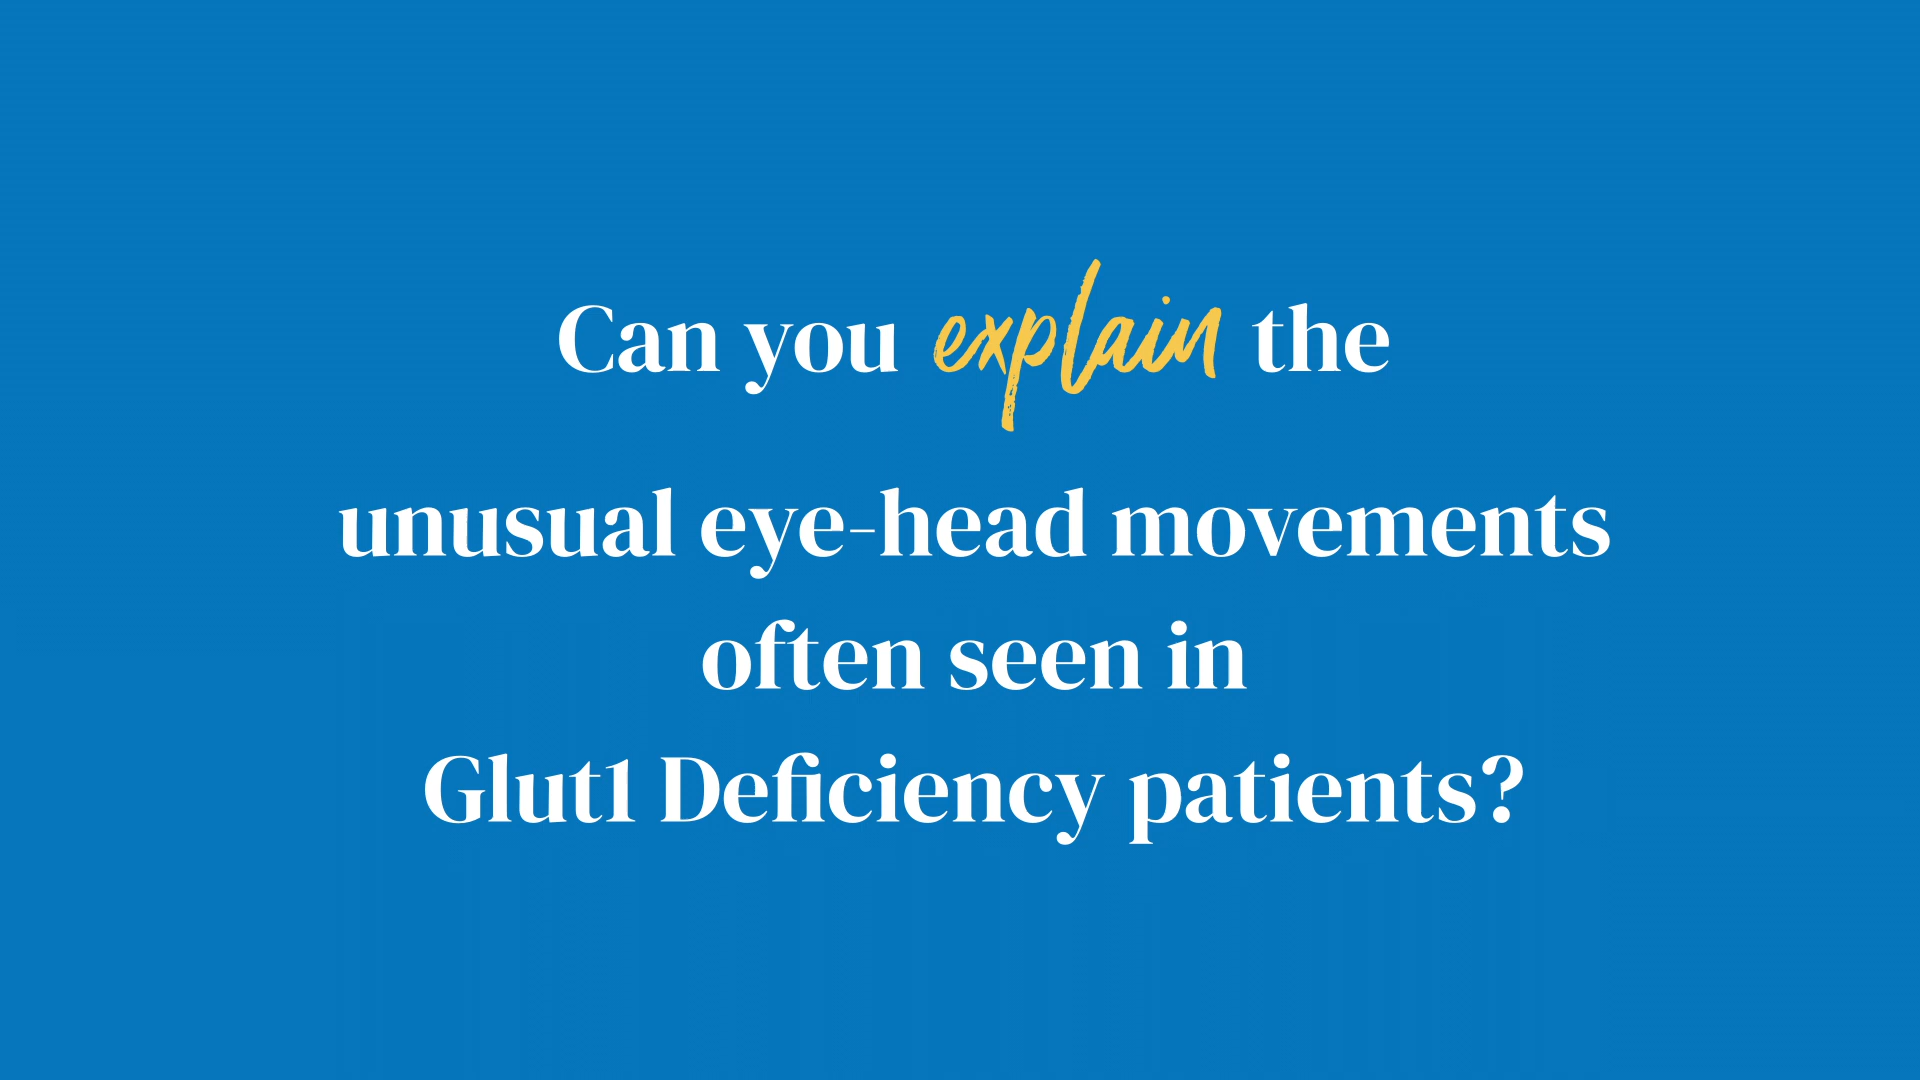 Can you explain the
unusual eye-head movements
often seen in
Glut1 Deficiency patients?